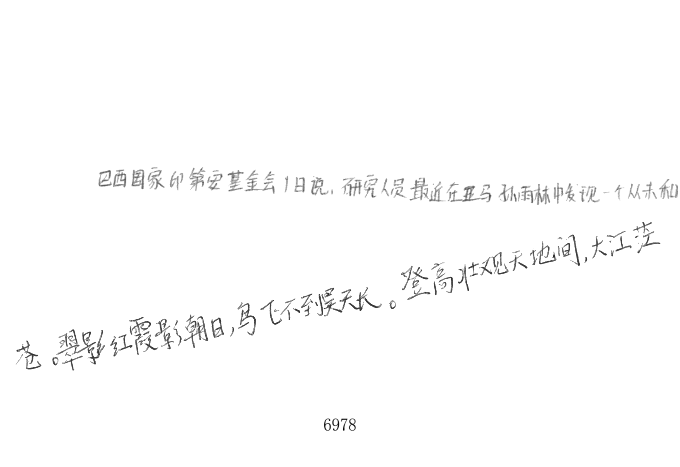 巴西国家印第安基金会1日说,研究人员最近在亚马孙雨林中发现一个从未和
苍。翠影红霞影朝日,鸟飞不到吴天长。登高壮观天地间,大江茫
6978